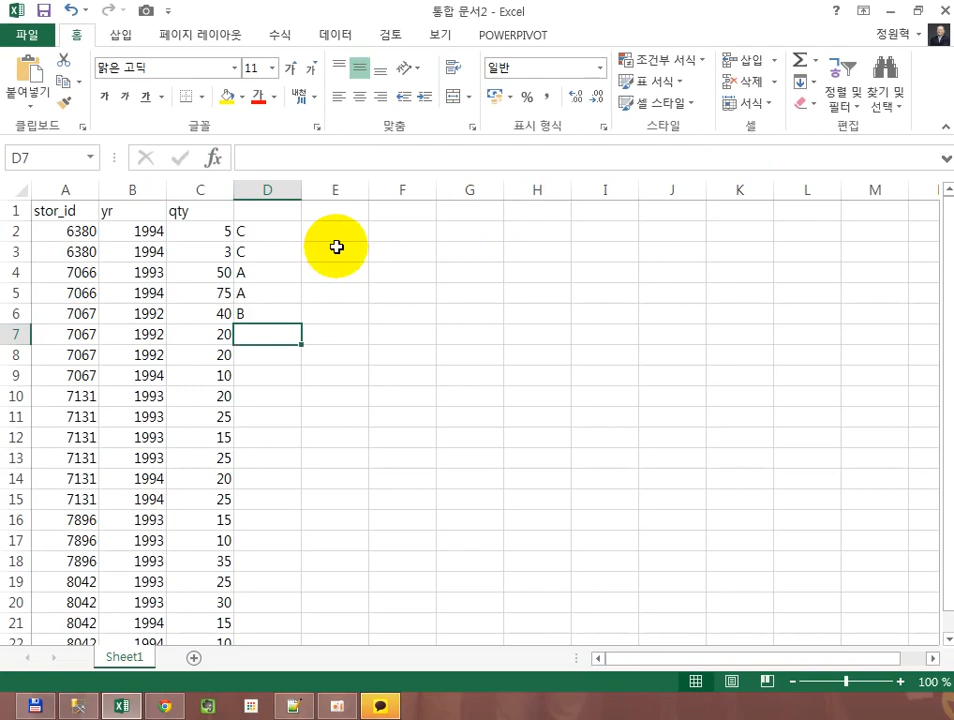 통합 문서2 - Excel
파일 홈 삽입 페이지 레이아웃 수식 데이터 검토 보기 POWERPIVOT 정원혁
붙여넣기
맑은 고딕 11
가 가
가 가 가 가 내천
일반
% ,
조건부 서식
표 서식
셀 스타일
삽입
삭제
서식
정렬 및 필터
찾기 및 선택
클립보드 글꼴 맞춤 표시 형식 스타일 셀 편집
D7 fx
A B C D E F G H I J K L M
1 stor_id yr qty
2 6380 1994 5 C
3 6380 1994 3 C
4 7066 1993 50 A
5 7066 1994 75 A
6 7067 1992 40 B
7 7067 1992 20
8 7067 1992 20
9 7067 1994 10
10 7131 1993 20
11 7131 1993 25
12 7131 1993 15
13 7131 1993 25
14 7131 1994 20
15 7131 1994 25
16 7896 1993 15
17 7896 1993 10
18 7896 1993 35
19 8042 1993 25
20 8042 1993 30
21 8042 1994 15
22 8042 1994 10
Sheet1
100 %